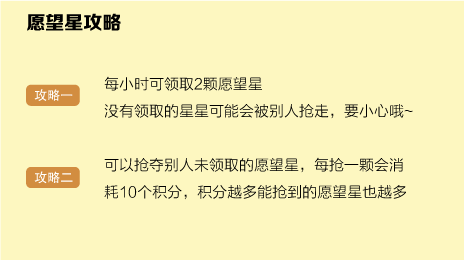 愿望星攻略
攻略一
每小时可领取2颗愿望星
没有领取的星星可能会被别人抢走，要小心哦~
攻略二
可以抢夺别人未领取的愿望星，每抢一颗会消
耗10个积分，积分越多能抢到的愿望星也越多